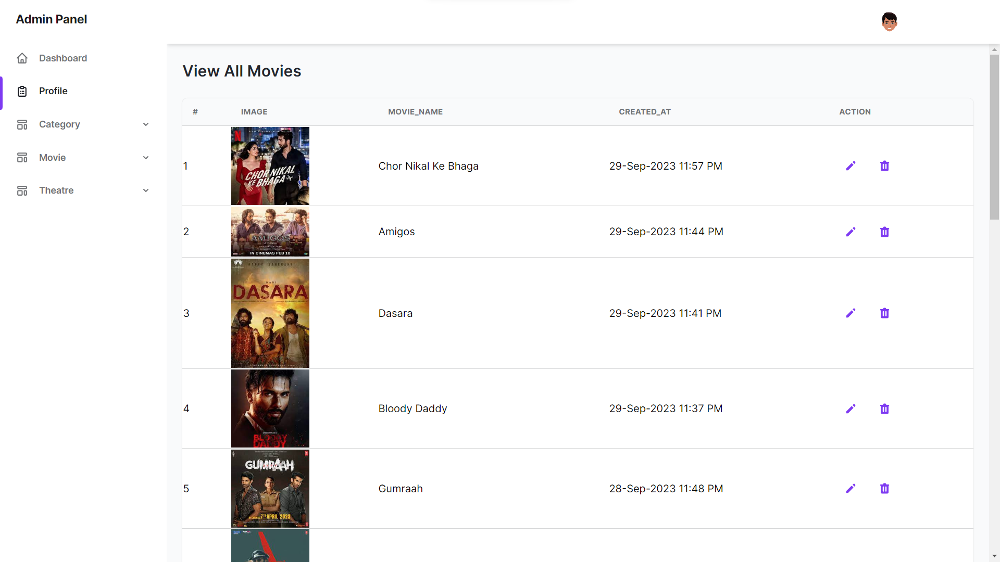 Admin Panel
Dashboard
Profile
Category
Movie
Theatre
View All Movies
# IMAGE MOVIE_NAME CREATED_AT ACTION
N
CHOR NIKAL
KE BHAGA
1 Chor Nikal Ke Bhaga 29-Sep-2023 11:57 PM
AMIGOS
IN CINEMAS FEB 10
2 Amigos 29-Sep-2023 11:44 PM
NANI
DASARA
3 Dasara 29-Sep-2023 11:41 PM
BLOODY
DADDY
4 Bloody Daddy 29-Sep-2023 11:37 PM
GUMRAAH
IN CINEMAS 7TH APRIL 2023
5 Gumraah 28-Sep-2023 11:48 PM